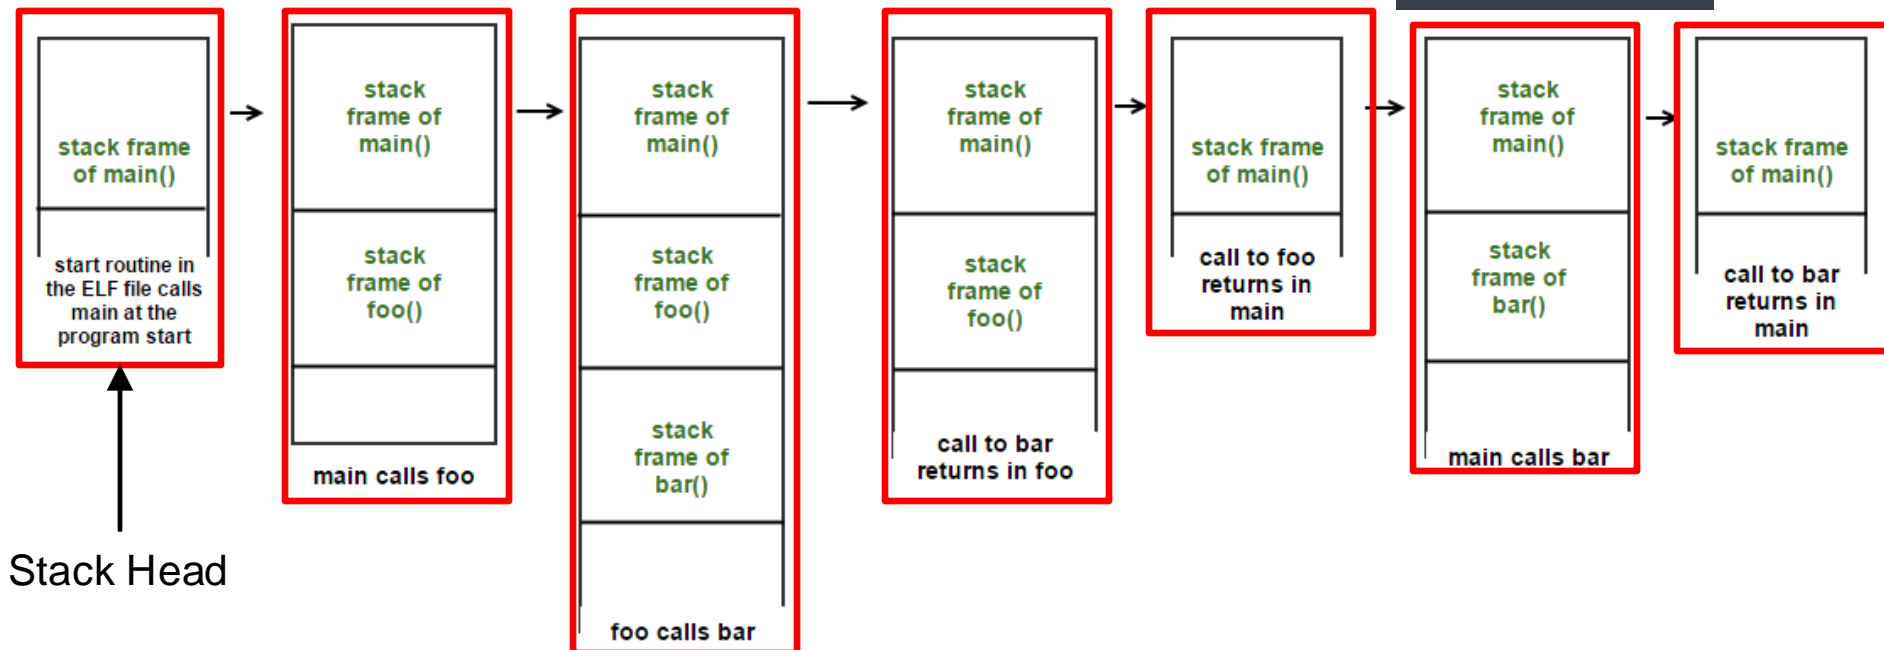 stack frame
of main()
start routine in
the ELF file calls
main at the
program start
Stack Head
stack
frame of
main()
stack
frame of
foo()
main calls foo
stack
frame of
main()
stack
frame of
foo()
stack
frame of
bar()
foo calls bar
stack
frame of
main()
stack
frame of
foo()
call to bar
returns in foo
stack frame
of main()
call to foo
returns in
main
stack
frame of
main()
stack
frame of
bar()
main calls bar
stack frame
of main()
call to bar
returns in
main